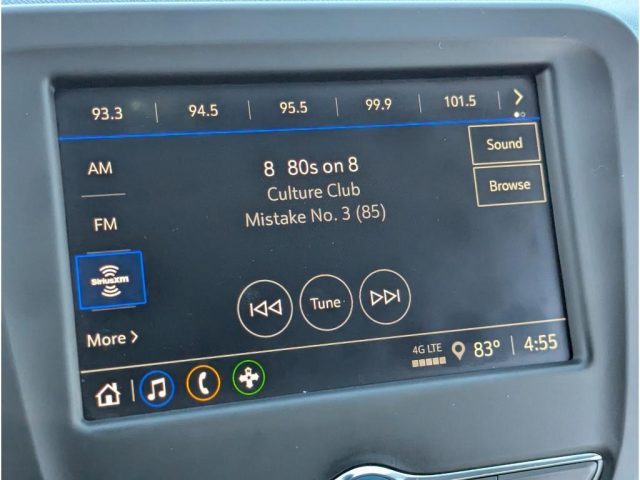 93.3 94.5 95.5 99.9 101.5
AM
FM
SiriusXM
More
8 80s on 8
Culture Club
Mistake No. 3 (85)
Sound
Browse
Tune
4G LTE 83° 4:55